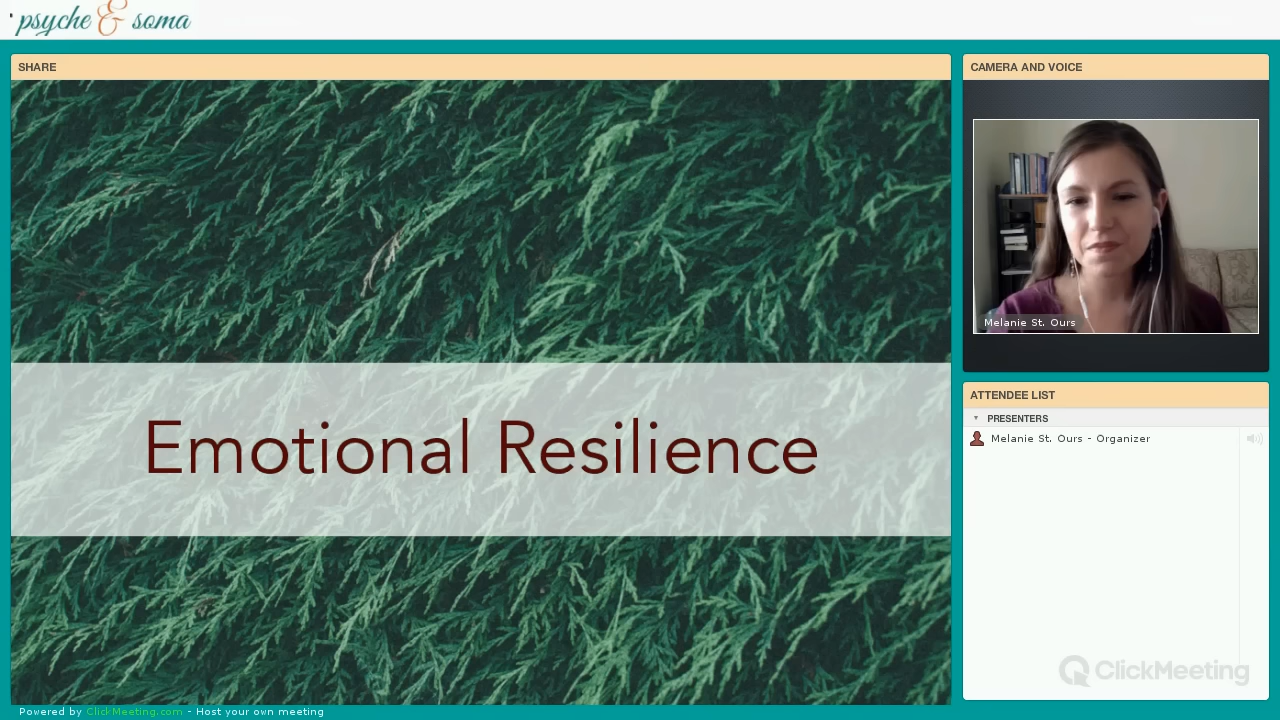 psyche & soma
SHARE
Emotional Resilience
CAMERA AND VOICE
Melanie St. Ours
ATTENDEE LIST
PRESENTERS
Melanie St. Ours - Organizer
ClickMeeting
Powered by ClickMeeting.com - Host your own meeting